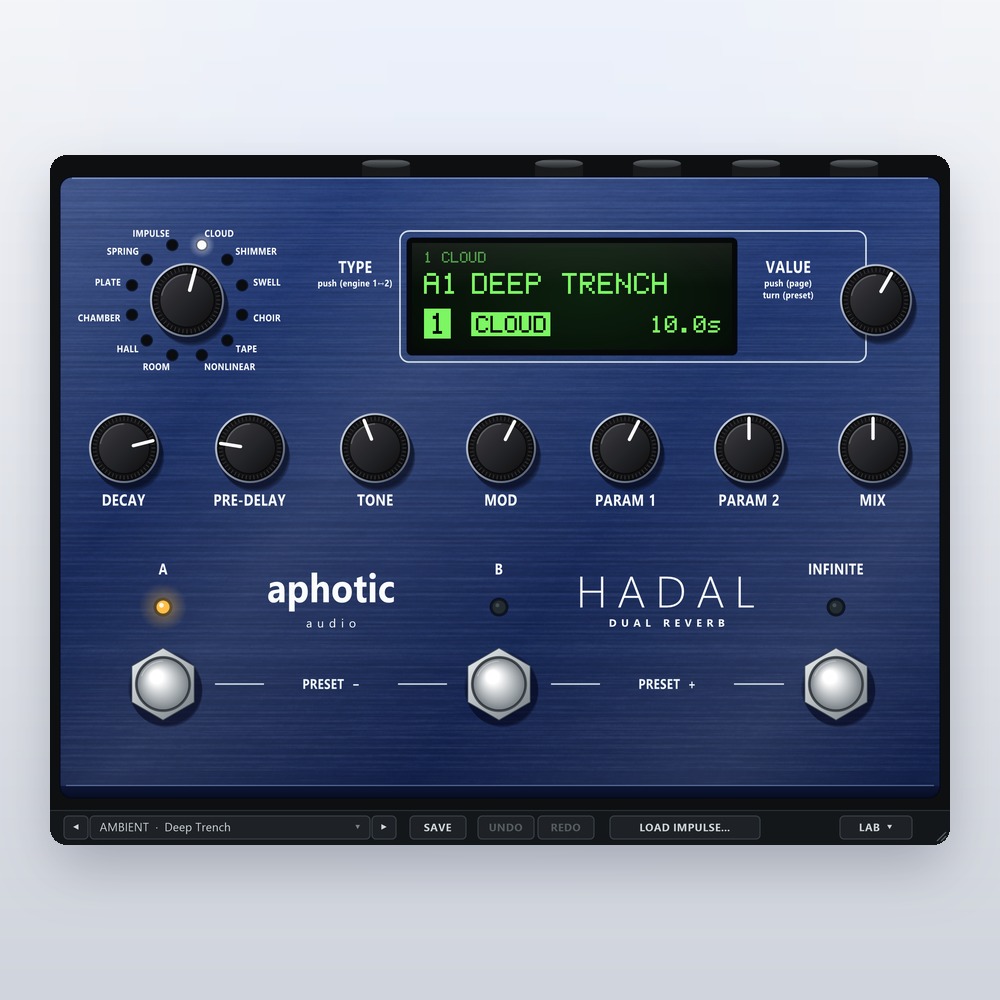 IMPULSE CLOUD
SPRING SHIMMER
PLATE SWELL
CHAMBER CHOIR
HALL TAPE
ROOM NONLINEAR
TYPE
push (engine 1↔2)
1 CLOUD
A1 DEEP TRENCH
1 CLOUD 10.0s
VALUE
push (page)
turn (preset)
DECAY PRE-DELAY TONE MOD PARAM 1 PARAM 2 MIX
A B INFINITE
aphotic
audio
HADAL
DUAL REVERB
PRESET − PRESET +
AMBIENT · Deep Trench SAVE UNDO REDO LOAD IMPULSE... LAB